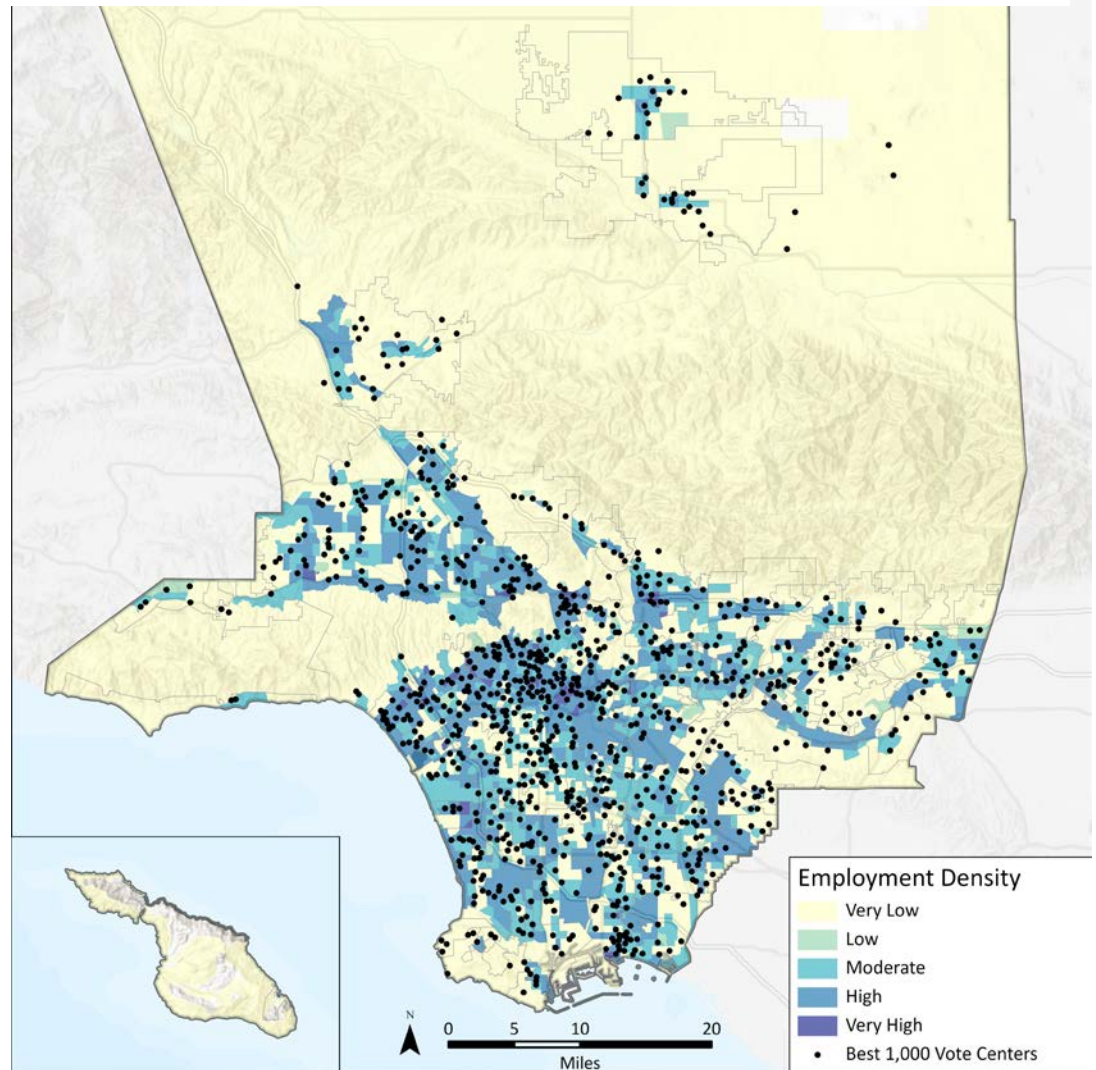 Employment Density
Very Low
Low
Moderate
High
Very High
Best 1,000 Vote Centers
N
0 5 10 20
Miles